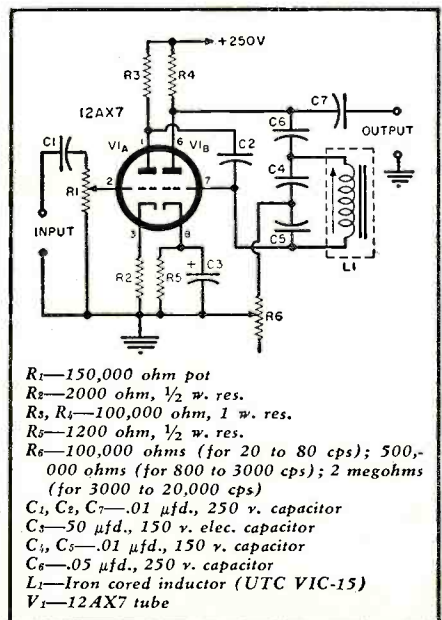 +250V
R3
R4
C7
12AX7
C6
OUTPUT
V1A
1
6
V1B
C2
C1
C4
R1
2
7
C5
INPUT
3
8
L1
R2
R5
+
C3
R6
R1—150,000 ohm pot
R2—2000 ohm, ½ w. res.
R3, R4—100,000 ohm, 1 w. res.
R5—1200 ohm, ½ w. res.
R6—100,000 ohms (for 20 to 80 cps); 500,-
000 ohms (for 800 to 3000 cps); 2 megohms
(for 3000 to 20,000 cps)
C1, C2, C7—.01 µfd., 250 v. capacitor
C3—50 µfd., 150 v. elec. capacitor
C4, C5—.01 µfd., 150 v. capacitor
C6—.05 µfd., 250 v. capacitor
L1—Iron cored inductor (UTC VIC-15)
V1—12AX7 tube